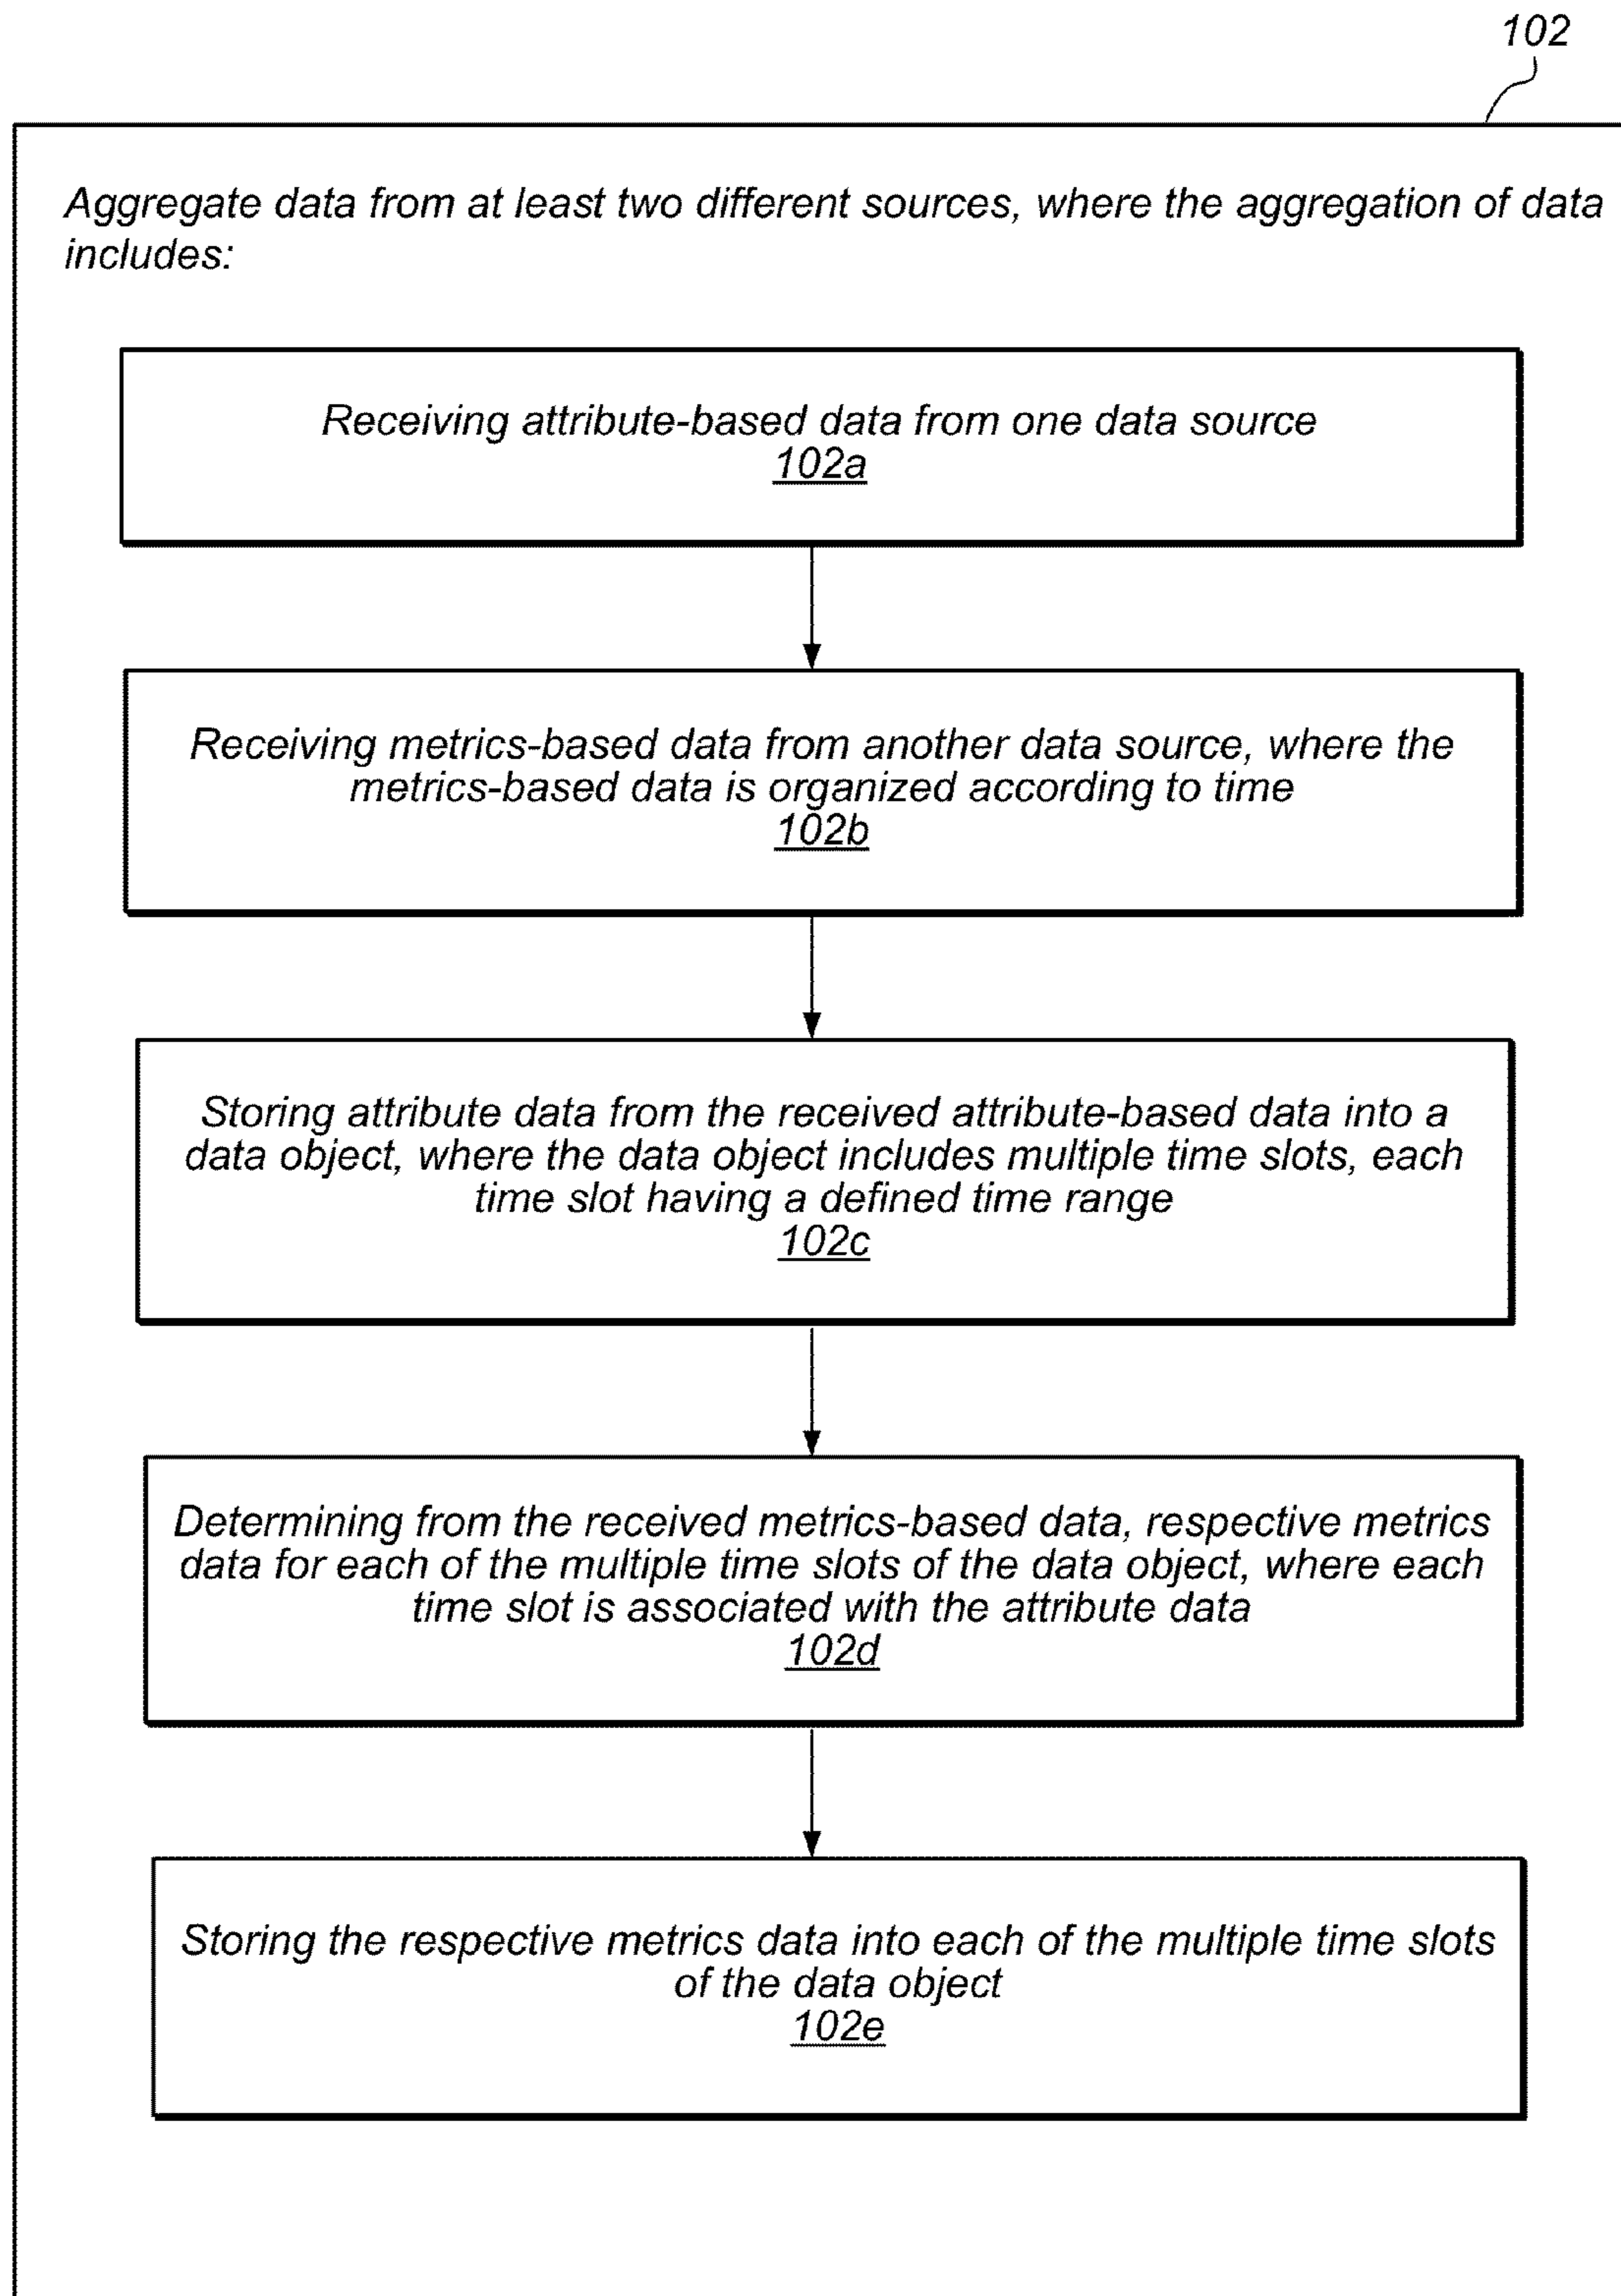 102
Aggregate data from at least two different sources, where the aggregation of data
includes:
Receiving attribute-based data from one data source
102a
Receiving metrics-based data from another data source, where the
metrics-based data is organized according to time
102b
Storing attribute data from the received attribute-based data into a
data object, where the data object includes multiple time slots, each
time slot having a defined time range
102c
Determining from the received metrics-based data, respective metrics
data for each of the multiple time slots of the data object, where each
time slot is associated with the attribute data
102d
Storing the respective metrics data into each of the multiple time slots
of the data object
102e